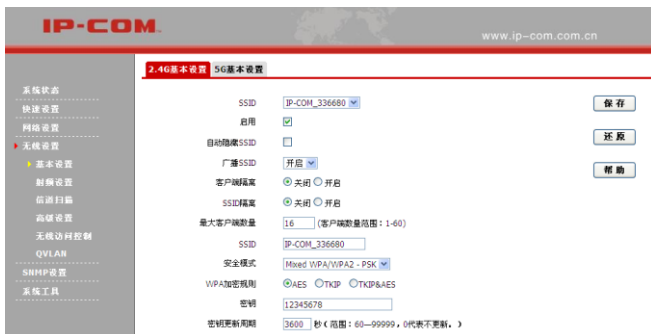 IP-COM.
www.ip-com.com.cn
2.4G基本设置 5G基本设置
系统状态
快速设置
网络设置
无线设置
基本设置
射频设置
信道扫描
高级设置
无线访问控制
QVLAN
SNMP设置
系统工具
SSID IP-COM_336680
启用
自动隐藏SSID
广播SSID 开启
客户端隔离 关闭 开启
SSID隔离 关闭 开启
最大客户端数量 16 (客户端数量范围：1-60)
SSID IP-COM_336680
安全模式 Mixed WPA/WPA2 - PSK
WPA加密规则 AES TKIP TKIP&AES
密钥 12345678
密钥更新周期 3600 秒(范围：60—99999，0代表不更新。)
保存
还原
帮助